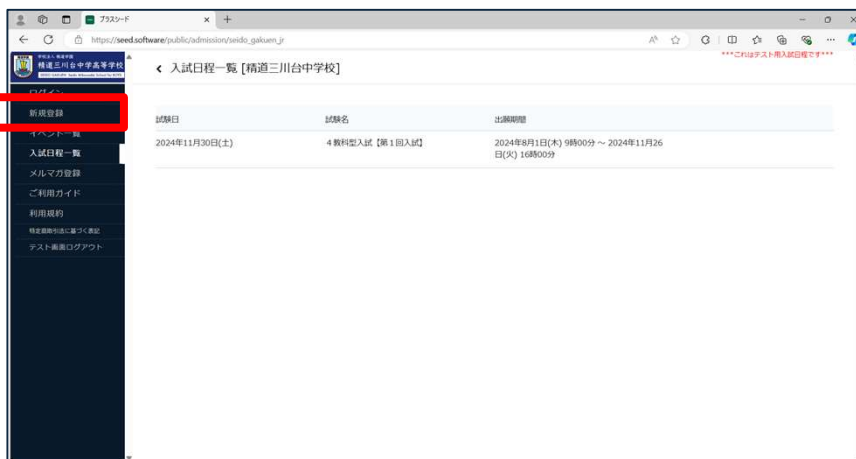 プラスシード
https://seed.software/public/admission/seido_gakuen_jr
***これはテスト用入試日程です***
学校法人 精道学園
精道三川台中学高等学校
ログイン
新規登録
イベント一覧
入試日程一覧
メルマガ登録
ご利用ガイド
利用規約
特定商取引法に基づく表記
テスト画面ログアウト
入試日程一覧 [精道三川台中学校]
試験日 試験名 出願期間
2024年11月30日(土) 4教科型入試【第1回入試】 2024年8月1日(木) 9時00分 ～ 2024年11月26
日(火) 16時00分